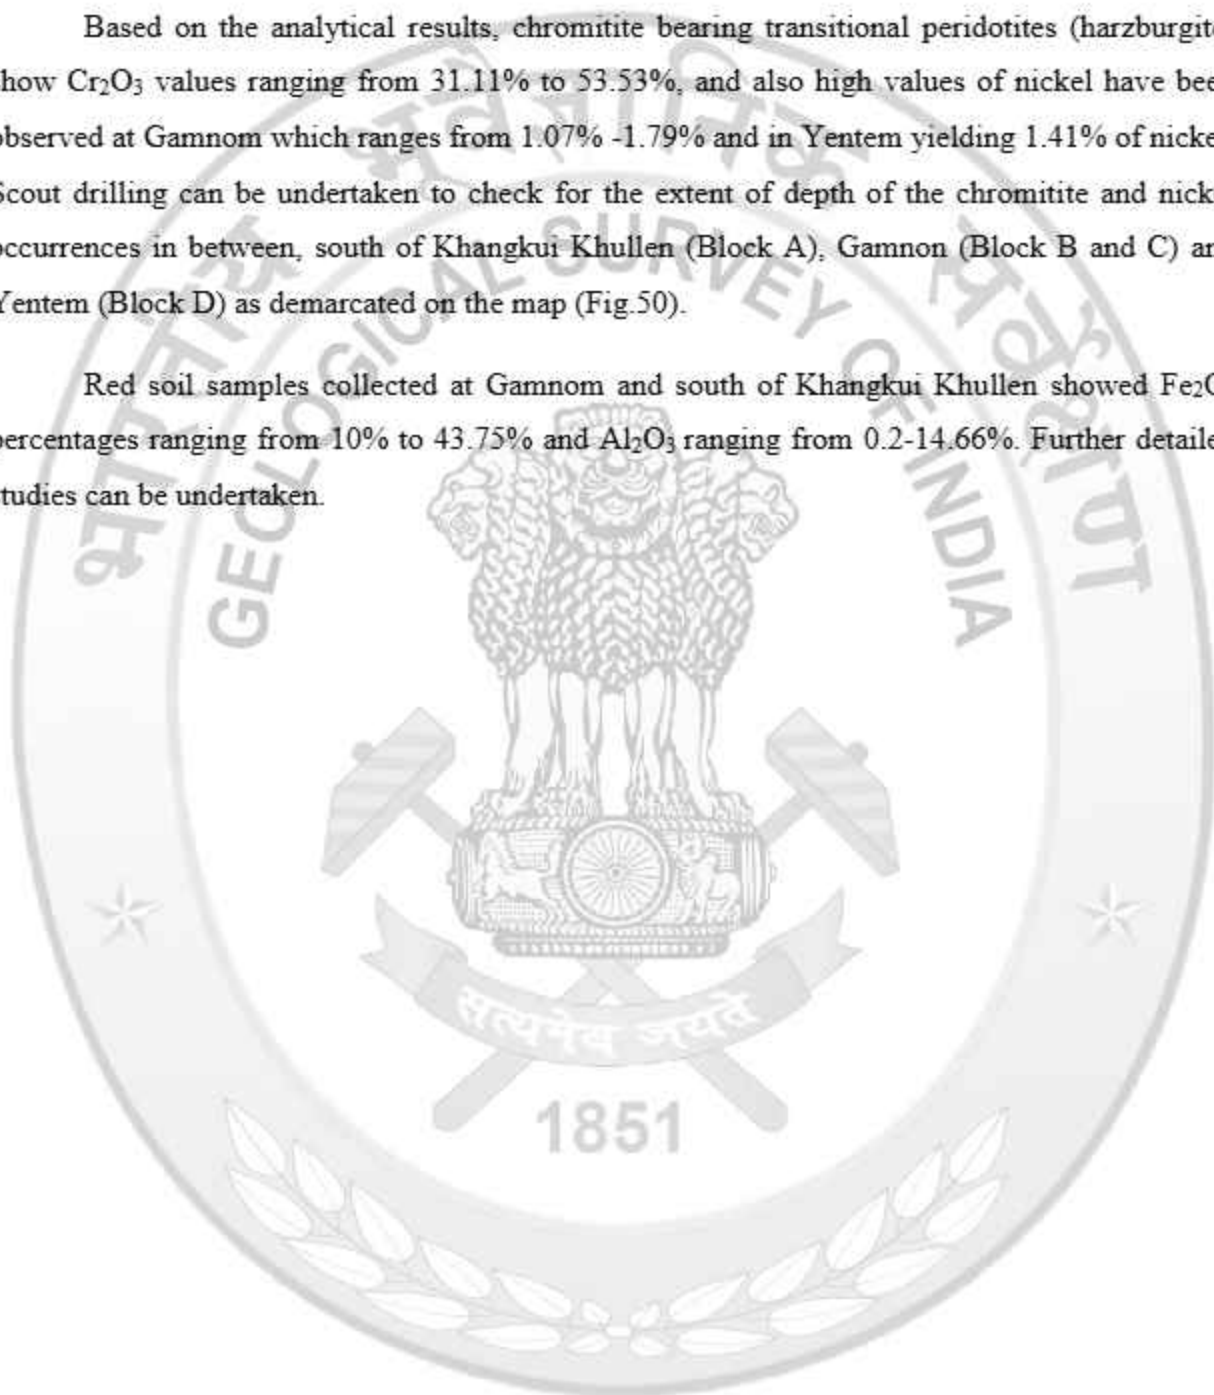 Based on the analytical results, chromitite bearing transitional peridotites (harzburgite
show Cr₂O₃ values ranging from 31.11% to 53.53%, and also high values of nickel have bee
observed at Gamnom which ranges from 1.07% -1.79% and in Yentem yielding 1.41% of nicke
Scout drilling can be undertaken to check for the extent of depth of the chromitite and nick
occurrences in between, south of Khangkui Khullen (Block A), Gamnon (Block B and C) an
Yentem (Block D) as demarcated on the map (Fig.50).
Red soil samples collected at Gamnom and south of Khangkui Khullen showed Fe₂O
percentages ranging from 10% to 43.75% and Al₂O₃ ranging from 0.2-14.66%. Further detaile
studies can be undertaken.
भारतीय भूवैज्ञानिक सर्वेक्षण
GEOLOGICAL SURVEY OF INDIA
सत्यमेव जयते
1851